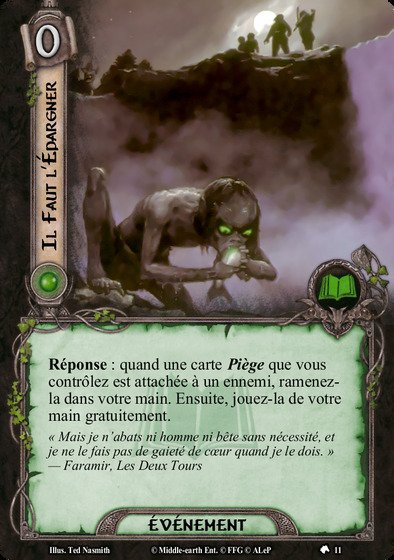 0
Il Faut l'Épargner
Réponse : quand une carte Piège que vous
contrôlez est attachée à un ennemi, ramenez-
la dans votre main. Ensuite, jouez-la de votre
main gratuitement.
« Mais je n'abats ni homme ni bête sans nécessité, et
je ne le fais pas de gaieté de cœur quand je le dois. »
— Faramir, Les Deux Tours
ÉVÉNEMENT
Illus. Ted Nasmith © Middle-earth Ent. © FFG © ALeP 11